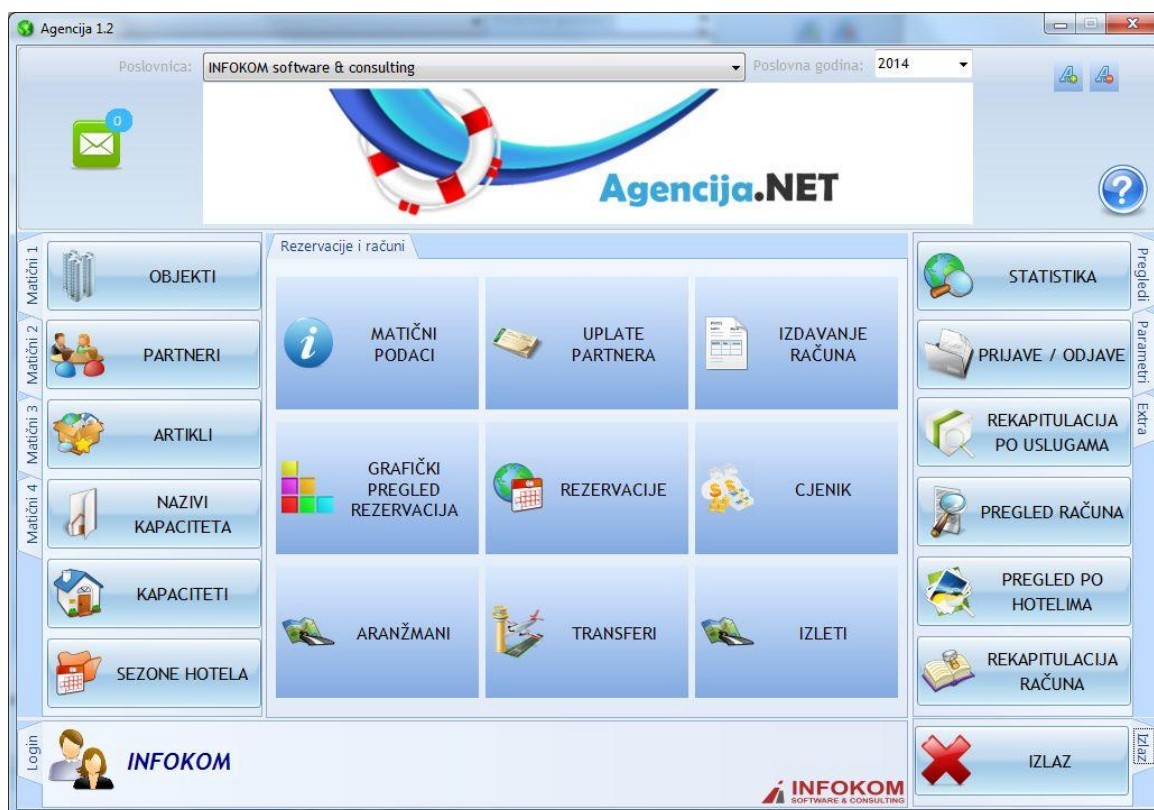 Agencija 1.2
Poslovnica:
INFOKOM software & consulting
Poslovna godina:
2014
0
Agencija.NET
Matični 1
Matični 2
Matični 3
Matični 4
OBJEKTI
PARTNERI
ARTIKLI
NAZIVI
KAPACITETA
KAPACITETI
SEZONE HOTELA
Rezervacije i računi
MATIČNI
PODACI
UPLATE
PARTNERA
IZDAVANJE
RAČUNA
GRAFIČKI
PREGLED
REZERVACIJA
REZERVACIJE
CJENIK
ARANŽMANI
TRANSFERI
IZLETI
STATISTIKA
PRIJAVE / ODJAVE
REKAPITULACIJA
PO USLUGAMA
PREGLED RAČUNA
PREGLED PO
HOTELIMA
REKAPITULACIJA
RAČUNA
Pregledi
Parametri
Extra
Login
INFOKOM
INFOKOM
SOFTWARE & CONSULTING
IZLAZ
Izlaz